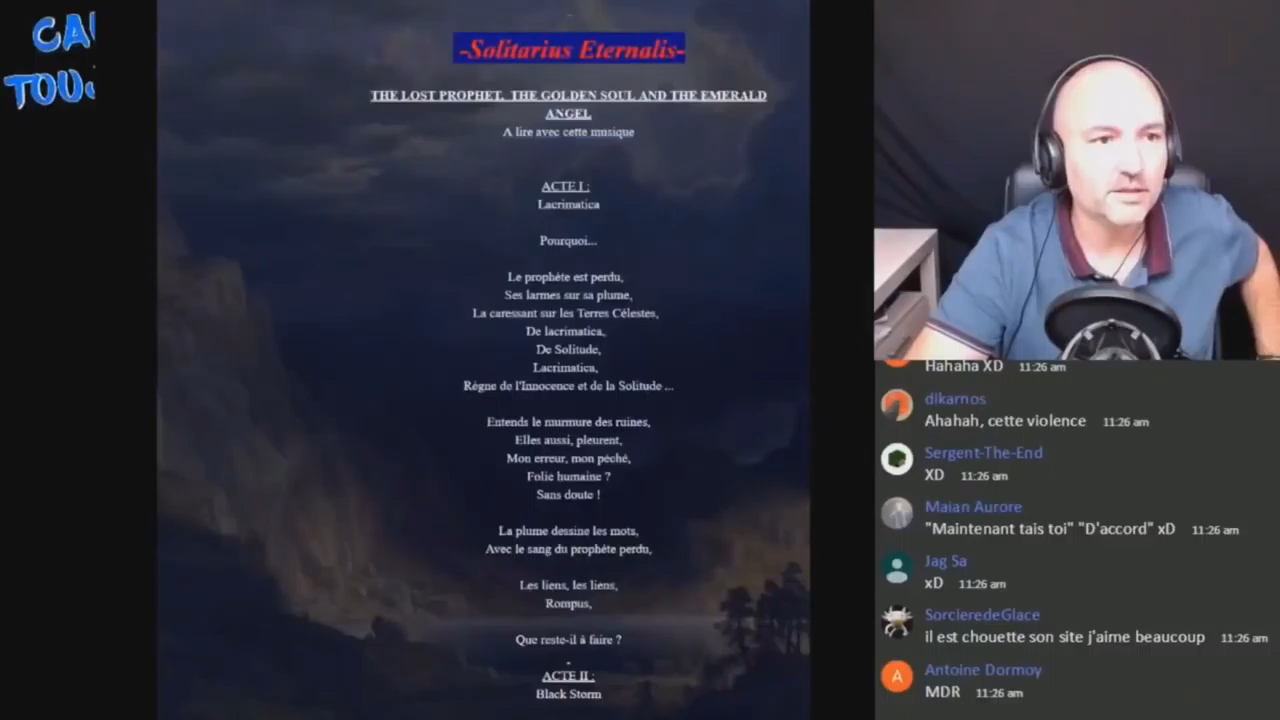 -Solitarius Eternalis-
THE LOST PROPHET, THE GOLDEN SOUL AND THE EMERALD
ANGEL
A lire avec cette musique
ACTE I :
Lacrimatica
Pourquoi...
Le prophète est perdu,
Ses larmes sur sa plume,
La caressant sur les Terres Célestes,
De lacrimatica,
De Solitude,
Lacrimatica,
Règne de l'Innocence et de la Solitude ...
Entends le murmure des ruines,
Elles aussi, pleurent,
Mon erreur, mon péché,
Folie humaine ?
Sans doute !
La plume dessine les mots,
Avec le sang du prophète perdu,
Les liens, les liens,
Rompus,
Que reste-il à faire ?
ACTE II :
Black Storm
Hahaha XD 11:26 am
dikarnos
Ahahah, cette violence 11:26 am
Sergent-The-End
XD 11:26 am
Maian Aurore
"Maintenant tais toi" "D'accord" xD 11:26 am
Jag Sa
xD 11:26 am
SorcleredeGlace
il est chouette son site j'aime beaucoup 11:26 am
A
Antoine Dormoy
MDR 11:26 am